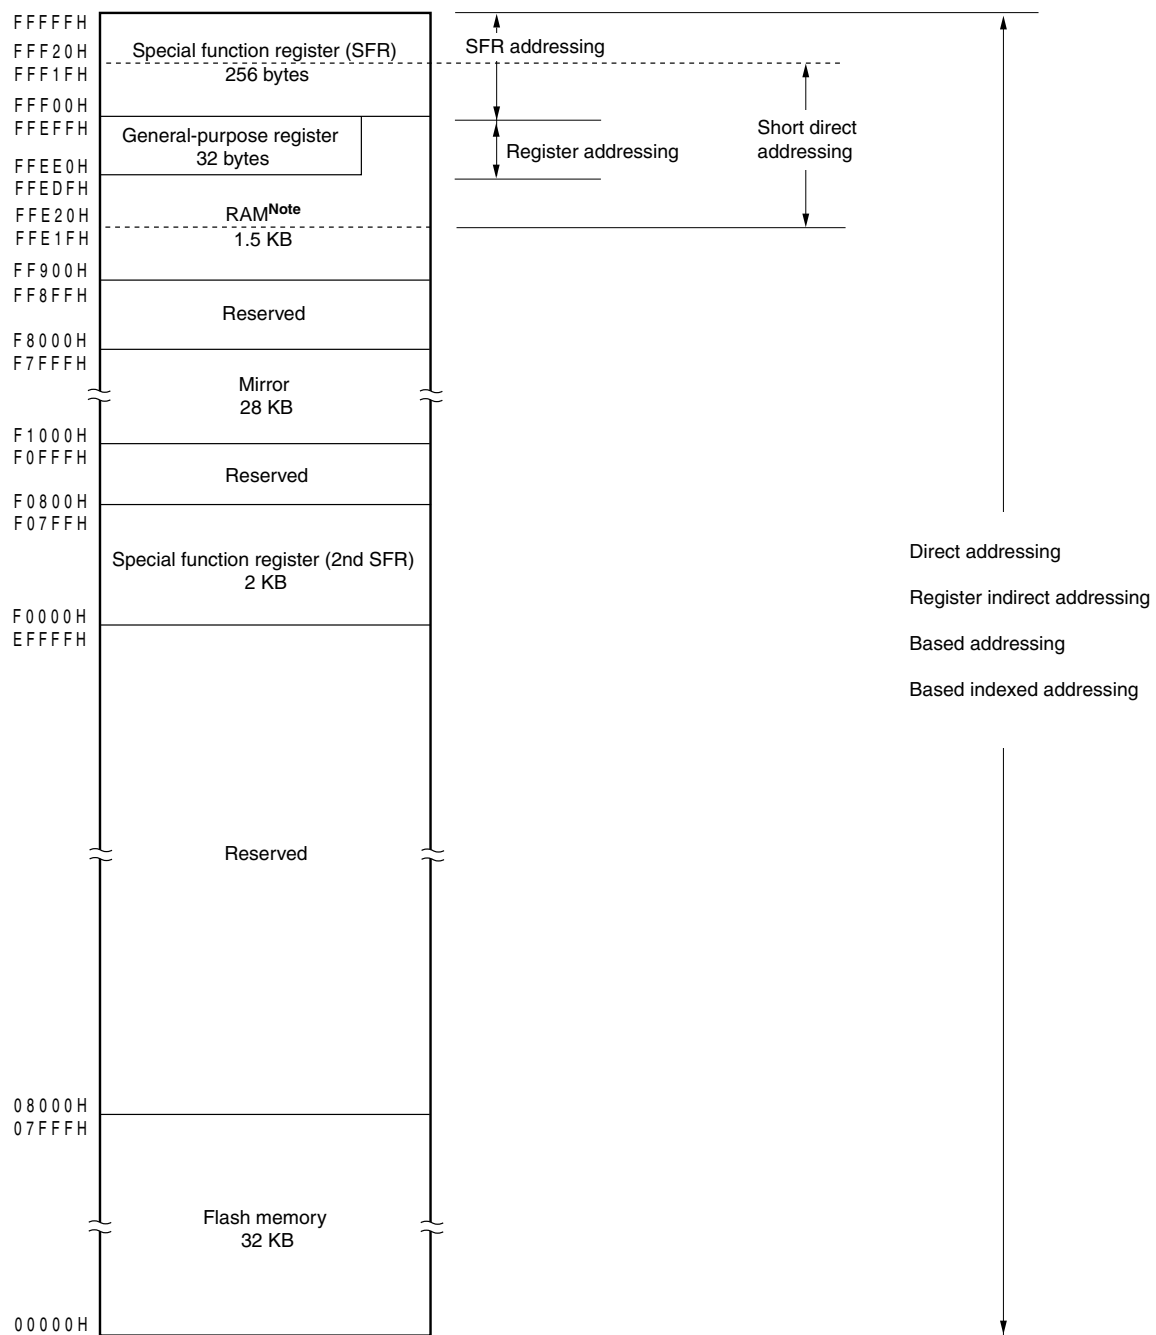 FFFFFH
SFR addressing
FFF20H
Special function register (SFR)
FFF1FH
256 bytes
FFF00H
FFEFFH
General-purpose register
32 bytes
Register addressing
Short direct
addressing
FFEE0H
FFEDFH
FFE20H
RAMNote
FFE1FH
1.5 KB
FF900H
FF8FFH
Reserved
F8000H
F7FFFH
Mirror
28 KB
F1000H
F0FFFH
Reserved
F0800H
F07FFH
Special function register (2nd SFR)
2 KB
F0000H
EFFFFH
Direct addressing
Register indirect addressing
Based addressing
Based indexed addressing
Reserved
08000H
07FFFH
Flash memory
32 KB
00000H